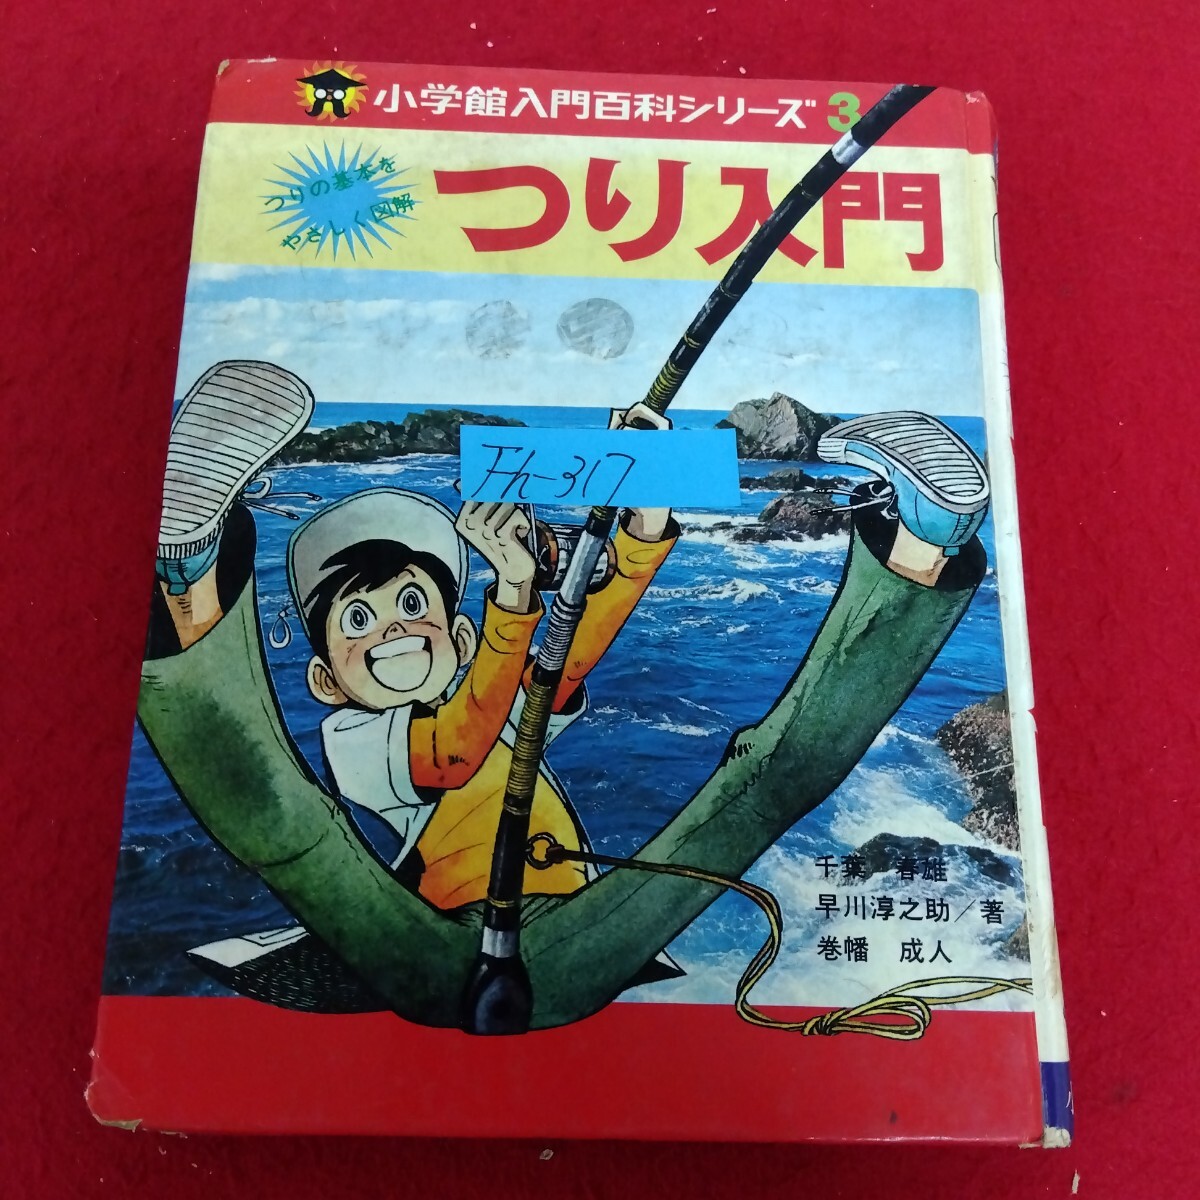 小学館入門百科シリーズ 3
つりの基本を
やさしく図解
つり入門
Fh-317
千葉 春雄
早川淳之助／著
巻幡 成人